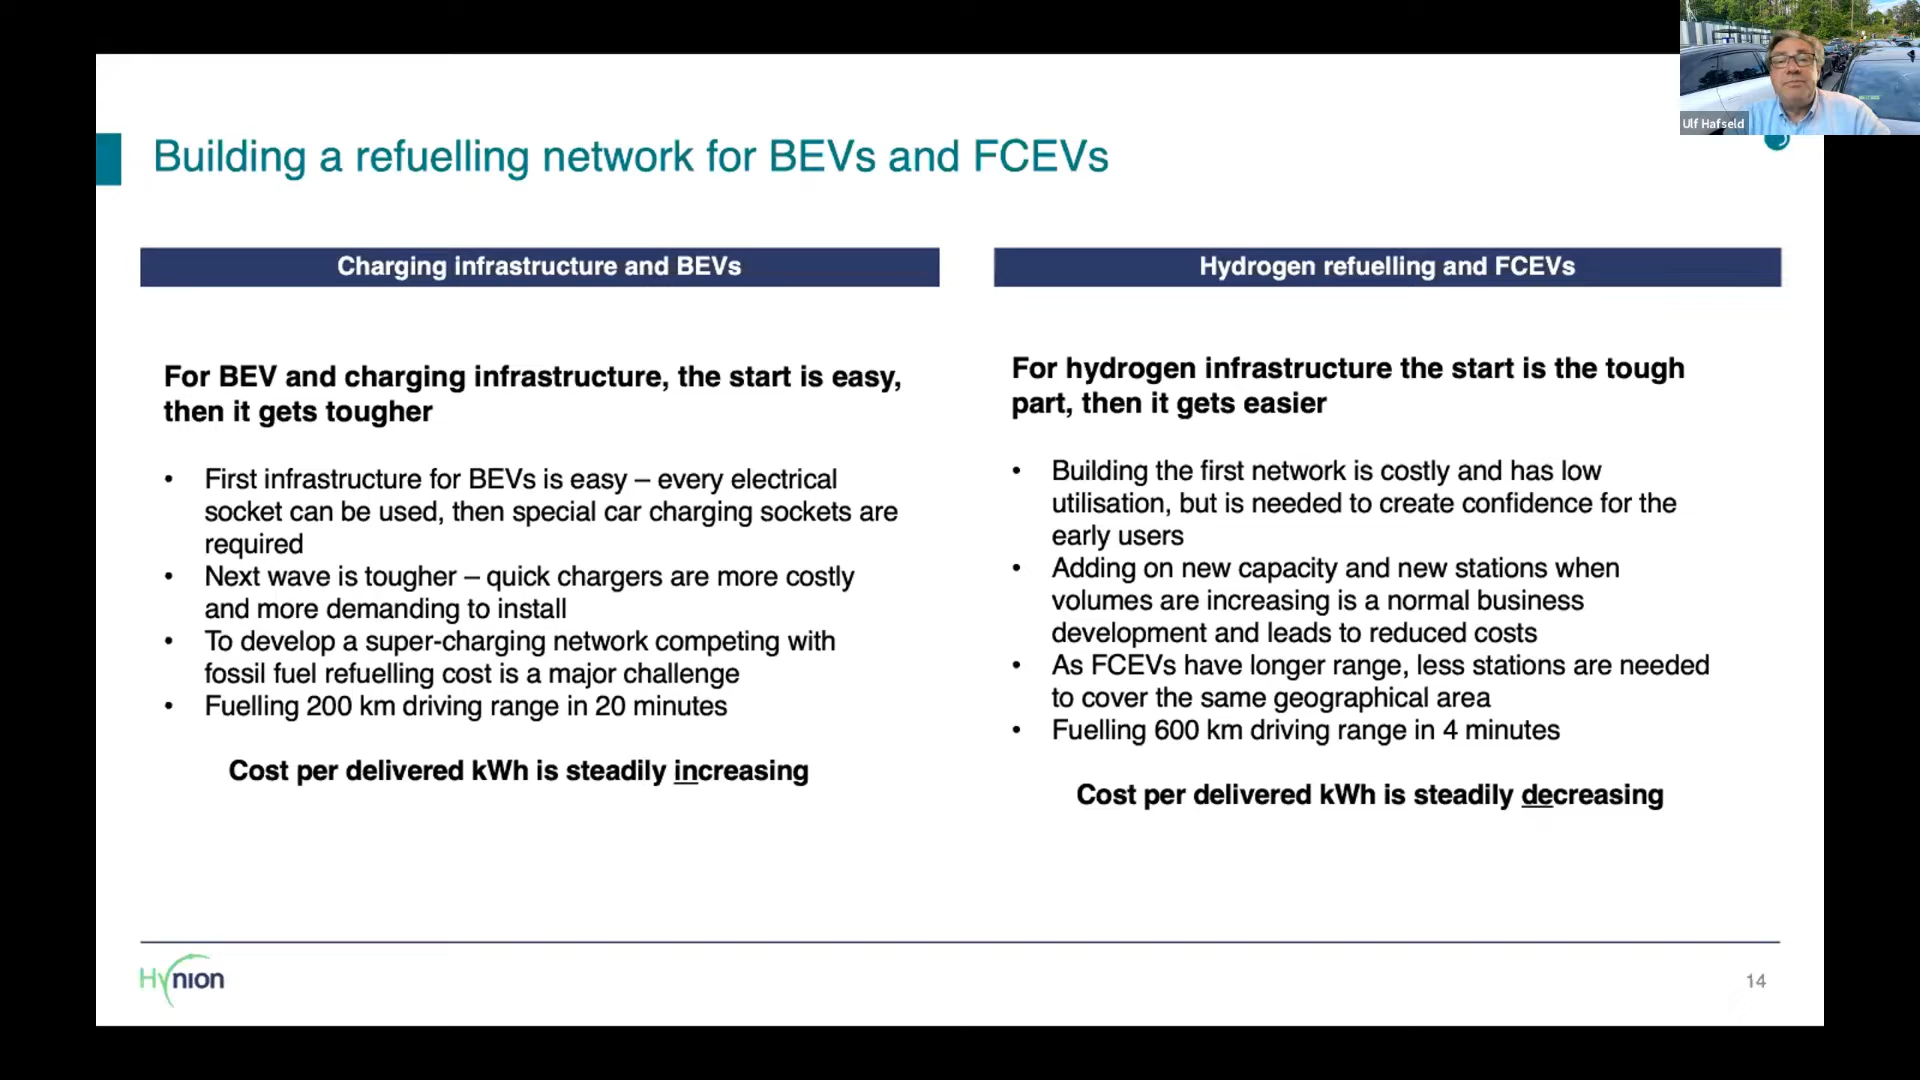 Ulf Hafseld
Building a refuelling network for BEVs and FCEVs
Charging infrastructure and BEVs
For BEV and charging infrastructure, the start is easy,
then it gets tougher
• First infrastructure for BEVs is easy – every electrical
socket can be used, then special car charging sockets are
required
• Next wave is tougher – quick chargers are more costly
and more demanding to install
• To develop a super-charging network competing with
fossil fuel refuelling cost is a major challenge
• Fuelling 200 km driving range in 20 minutes
Cost per delivered kWh is steadily increasing
Hydrogen refuelling and FCEVs
For hydrogen infrastructure the start is the tough
part, then it gets easier
• Building the first network is costly and has low
utilisation, but is needed to create confidence for the
early users
• Adding on new capacity and new stations when
volumes are increasing is a normal business
development and leads to reduced costs
• As FCEVs have longer range, less stations are needed
to cover the same geographical area
• Fuelling 600 km driving range in 4 minutes
Cost per delivered kWh is steadily decreasing
Hynion
14